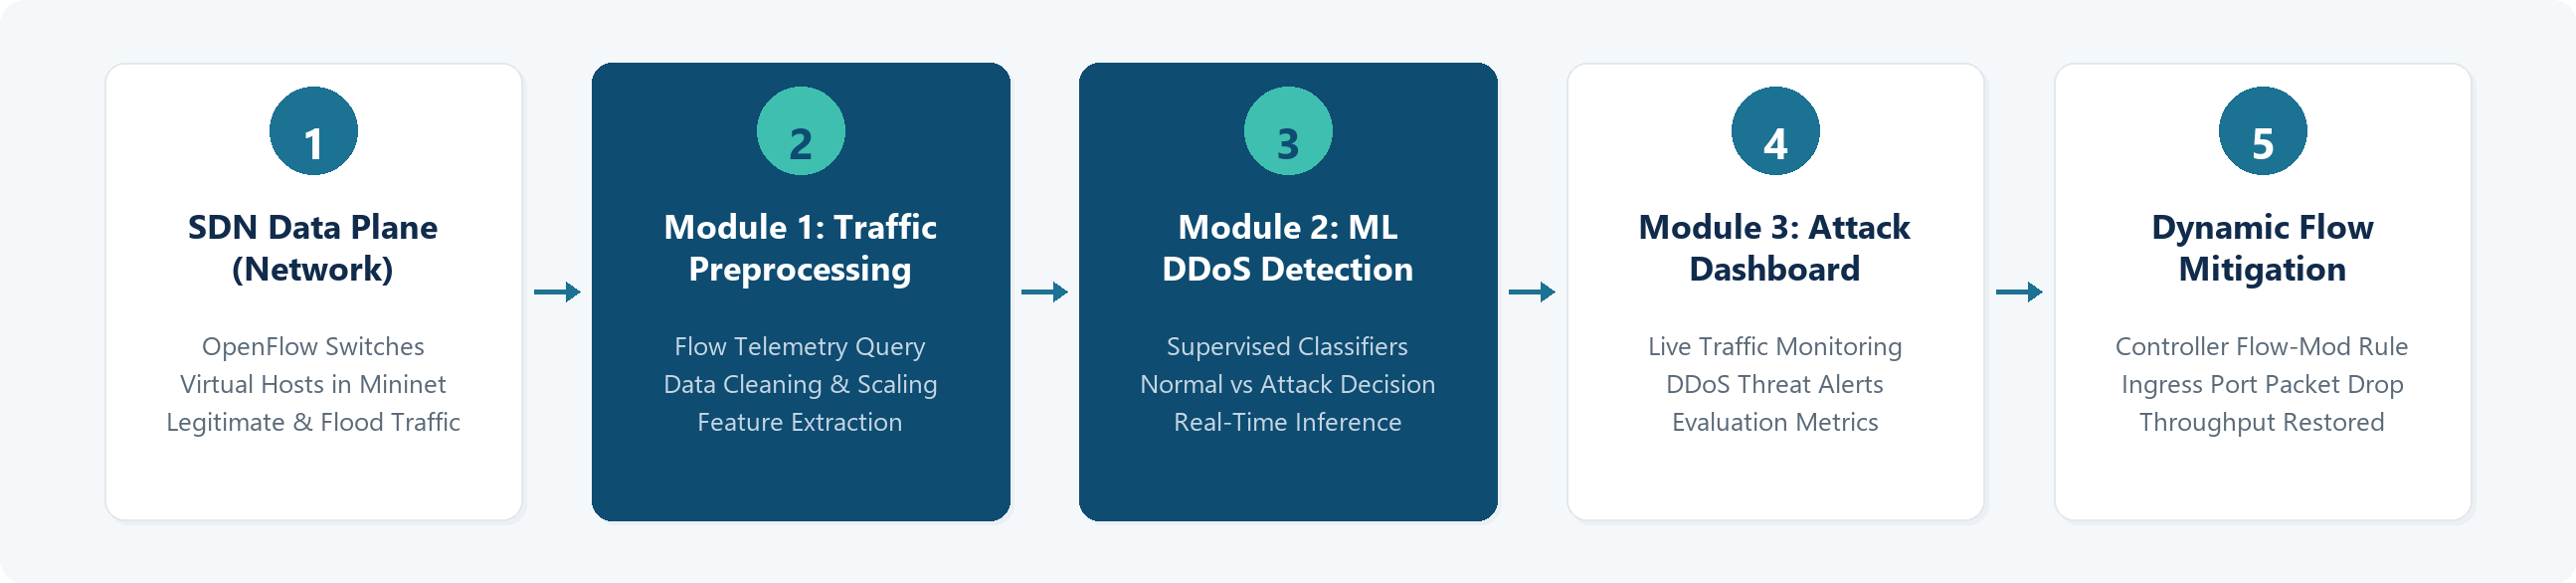 1
SDN Data Plane
(Network)
OpenFlow Switches
Virtual Hosts in Mininet
Legitimate & Flood Traffic
2
Module 1: Traffic
Preprocessing
Flow Telemetry Query
Data Cleaning & Scaling
Feature Extraction
3
Module 2: ML
DDoS Detection
Supervised Classifiers
Normal vs Attack Decision
Real-Time Inference
4
Module 3: Attack
Dashboard
Live Traffic Monitoring
DDoS Threat Alerts
Evaluation Metrics
5
Dynamic Flow
Mitigation
Controller Flow-Mod Rule
Ingress Port Packet Drop
Throughput Restored